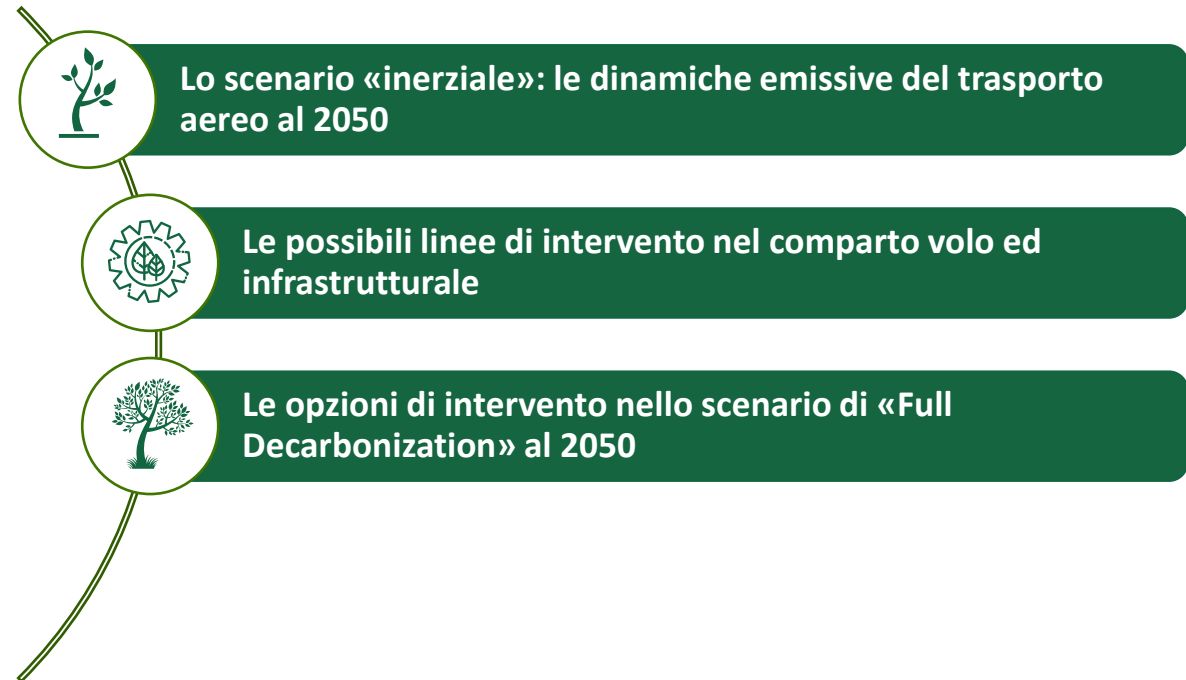 Lo scenario «inerziale»: le dinamiche emissive del trasporto
aereo al 2050
Le possibili linee di intervento nel comparto volo ed
infrastrutturale
Le opzioni di intervento nello scenario di «Full
Decarbonization» al 2050